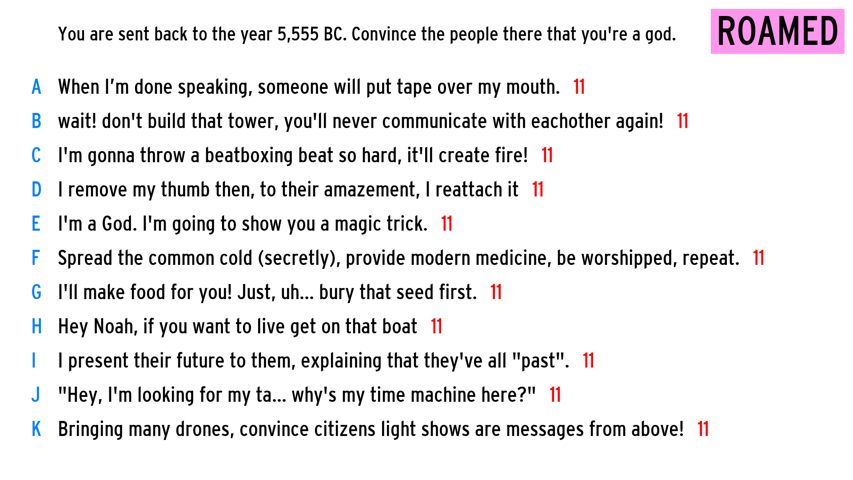 You are sent back to the year 5,555 BC. Convince the people there that you're a god.
ROAMED
A When I'm done speaking, someone will put tape over my mouth. 11
B wait! don't build that tower, you'll never communicate with eachother again! 11
C I'm gonna throw a beatboxing beat so hard, it'll create fire! 11
D I remove my thumb then, to their amazement, I reattach it 11
E I'm a God. I'm going to show you a magic trick. 11
F Spread the common cold (secretly), provide modern medicine, be worshipped, repeat. 11
G I'll make food for you! Just, uh... bury that seed first. 11
H Hey Noah, if you want to live get on that boat 11
I I present their future to them, explaining that they've all "past". 11
J "Hey, I'm looking for my ta... why's my time machine here?" 11
K Bringing many drones, convince citizens light shows are messages from above! 11